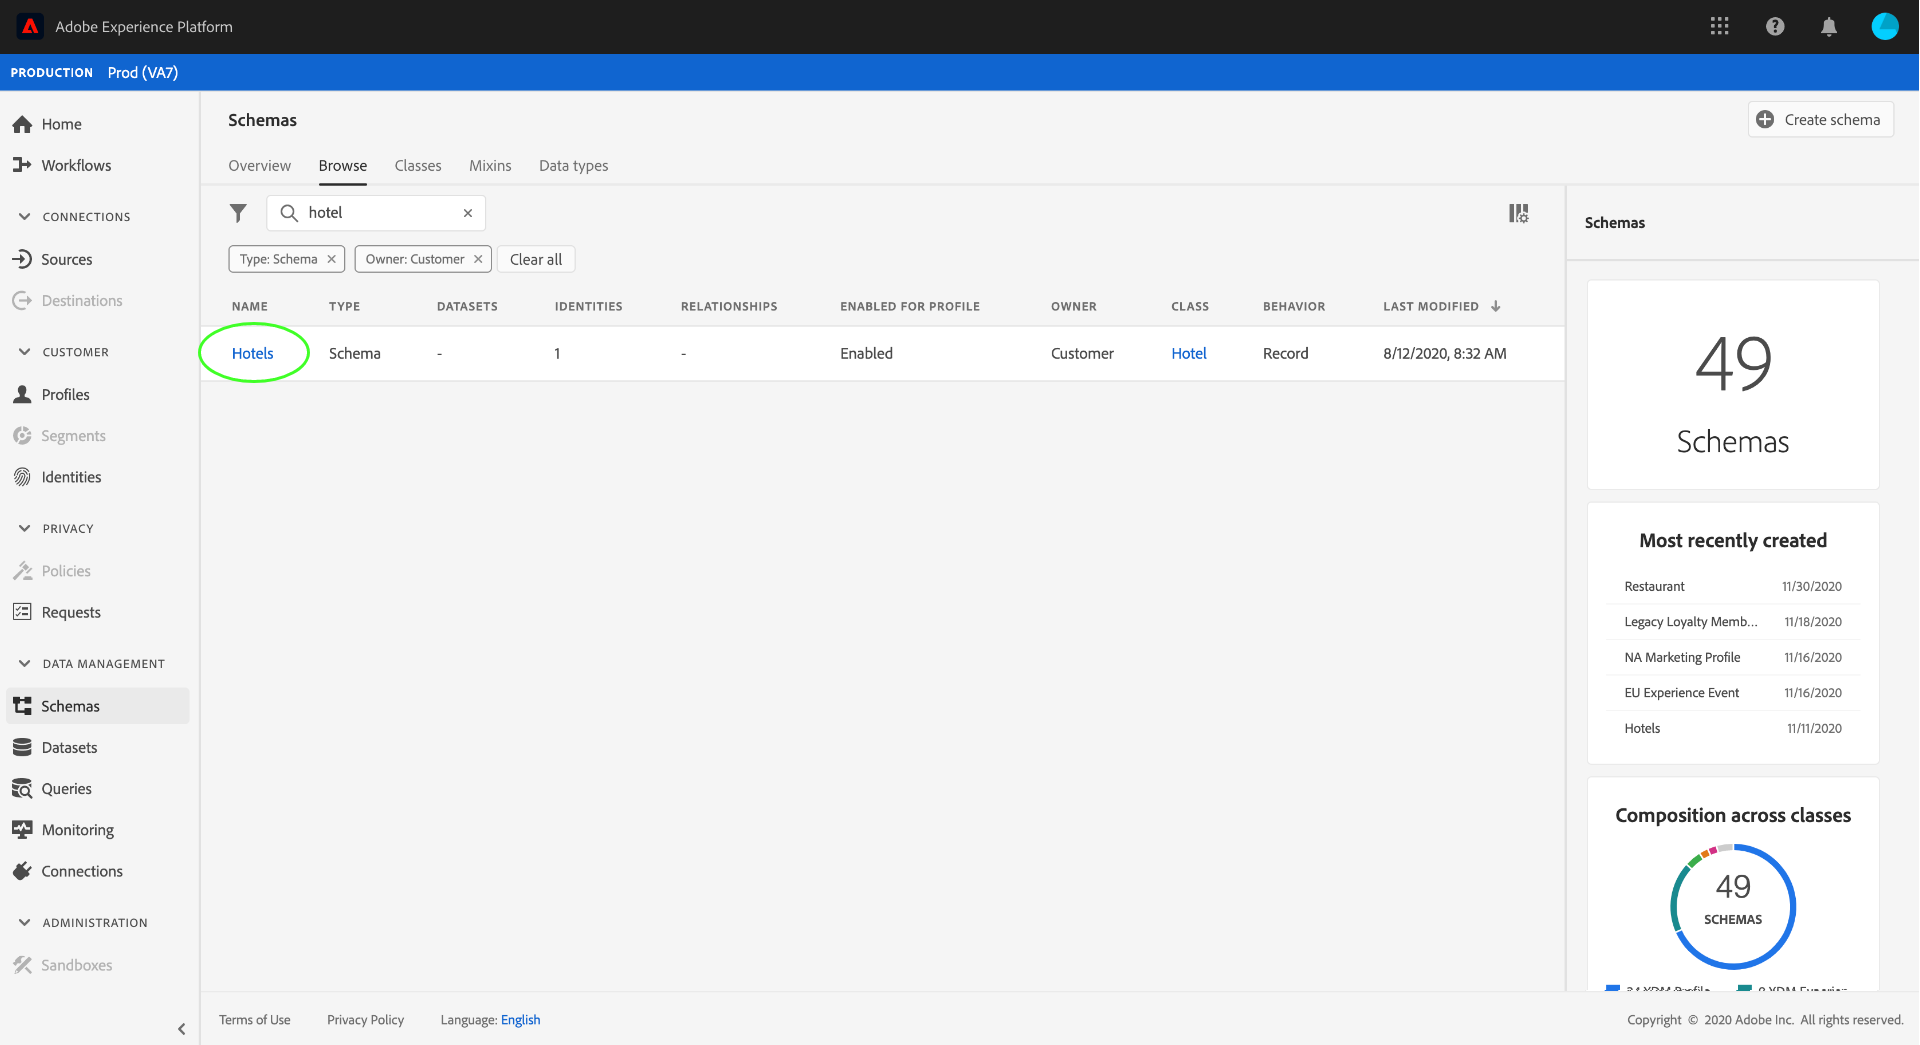 Adobe Experience Platform
PRODUCTION Prod (VA7)
Home
Workflows
CONNECTIONS
Sources
Destinations
CUSTOMER
Profiles
Segments
Identities
PRIVACY
Policies
Requests
DATA MANAGEMENT
Schemas
Datasets
Queries
Monitoring
Connections
ADMINISTRATION
Sandboxes
Schemas
Create schema
Overview Browse Classes Mixins Data types
hotel
Type: Schema Owner: Customer Clear all
NAME TYPE DATASETS IDENTITIES RELATIONSHIPS ENABLED FOR PROFILE OWNER CLASS BEHAVIOR LAST MODIFIED
Hotels Schema - 1 - Enabled Customer Hotel Record 8/12/2020, 8:32 AM
Schemas
49
Schemas
Most recently created
Restaurant 11/30/2020
Legacy Loyalty Memb... 11/18/2020
NA Marketing Profile 11/16/2020
EU Experience Event 11/16/2020
Hotels 11/11/2020
Composition across classes
49
SCHEMAS
Terms of Use Privacy Policy Language: English
Copyright © 2020 Adobe Inc. All rights reserved.